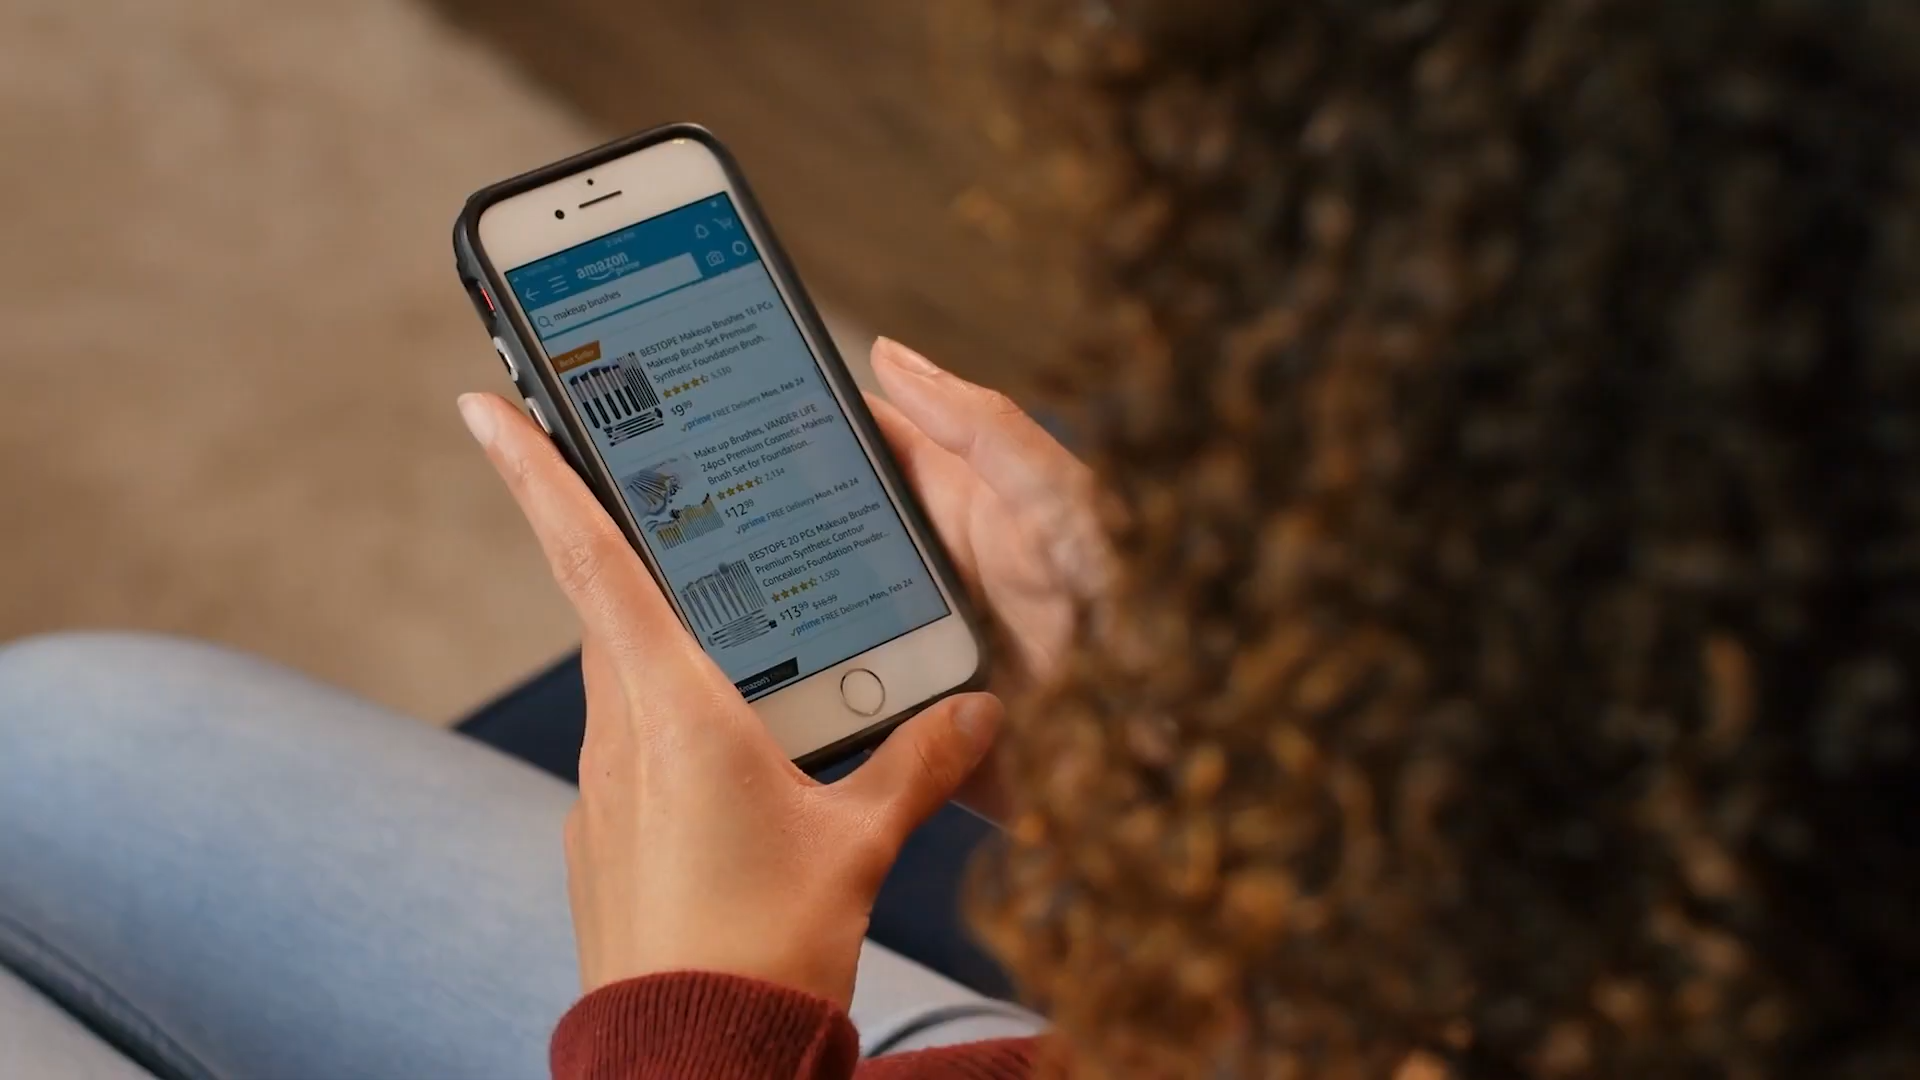 amazon
prime
makeup brushes
Best Seller
BESTOPE Makeup Brushes 16 PCs
Makeup Brush Set Premium
Synthetic Foundation Brush...
$9.99
prime FREE Delivery Mon, Feb 24
Make up Brushes, VANDER LIFE
24pcs Premium Cosmetic Makeup
Brush Set for Foundation...
2,134
$12.99
prime FREE Delivery Mon, Feb 24
BESTOPE 20 PCs Makeup Brushes
Premium Synthetic Contour
Concealers Foundation Powder...
1,550
$13.99 $16.99
prime FREE Delivery Mon, Feb 24
Amazon's Choice